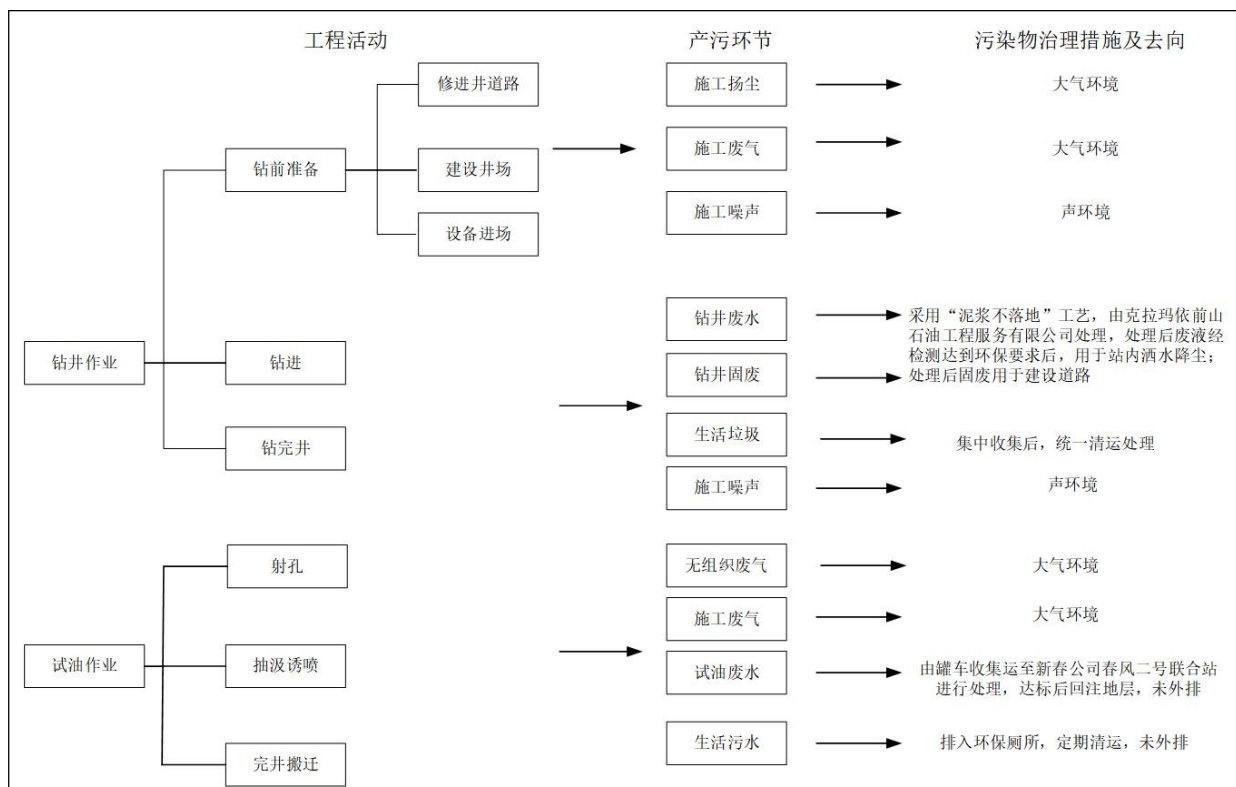 工程活动
产污环节
污染物治理措施及去向
修进井道路
施工扬尘
大气环境
钻前准备
建设井场
施工废气
大气环境
设备进场
施工噪声
声环境
钻井作业
钻进
钻完井
钻井废水
采用“泥浆不落地”工艺，由克拉玛依前山
石油工程服务有限公司处理，处理后废液经
检测达到环保要求后，用于站内洒水降尘；
处理后固废用于建设道路
钻井固废
生活垃圾
集中收集后，统一清运处理
施工噪声
声环境
试油作业
射孔
抽汲诱喷
完井搬迁
无组织废气
大气环境
施工废气
大气环境
试油废水
由罐车收集运至新春公司春风二号联合站
进行处理，达标后回注地层，未外排
生活污水
排入环保厕所，定期清运，未外排